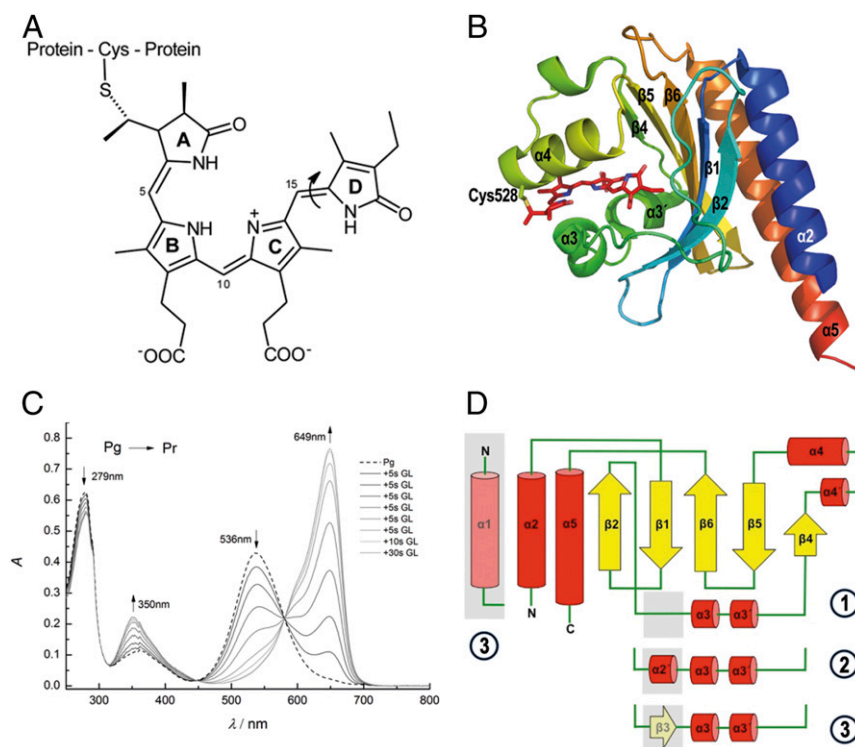 A
Protein - Cys - Protein
S
A
O
NH
5
15
D
NH
O
NH
B
N
+
C
10
-OOC
COO-
B
β5
β6
β4
α4
β1
β2
Cys528
α3´
α3
α2
α5
C
Pg → Pr
279nm
350nm
536nm
649nm
Pg
+5s GL
+5s GL
+5s GL
+5s GL
+5s GL
+5s GL
+10s GL
+30s GL
0.8
0.7
0.6
0.5
0.4
0.3
0.2
0.1
0.0
A
300 400 500 600 700 800
λ / nm
D
N
α1
α2
α5
β2
β1
β6
β5
α4
α4´
β4
N
C
3
α3
α3´
1
α2´
α3
α3´
2
β3
α3
α3´
3